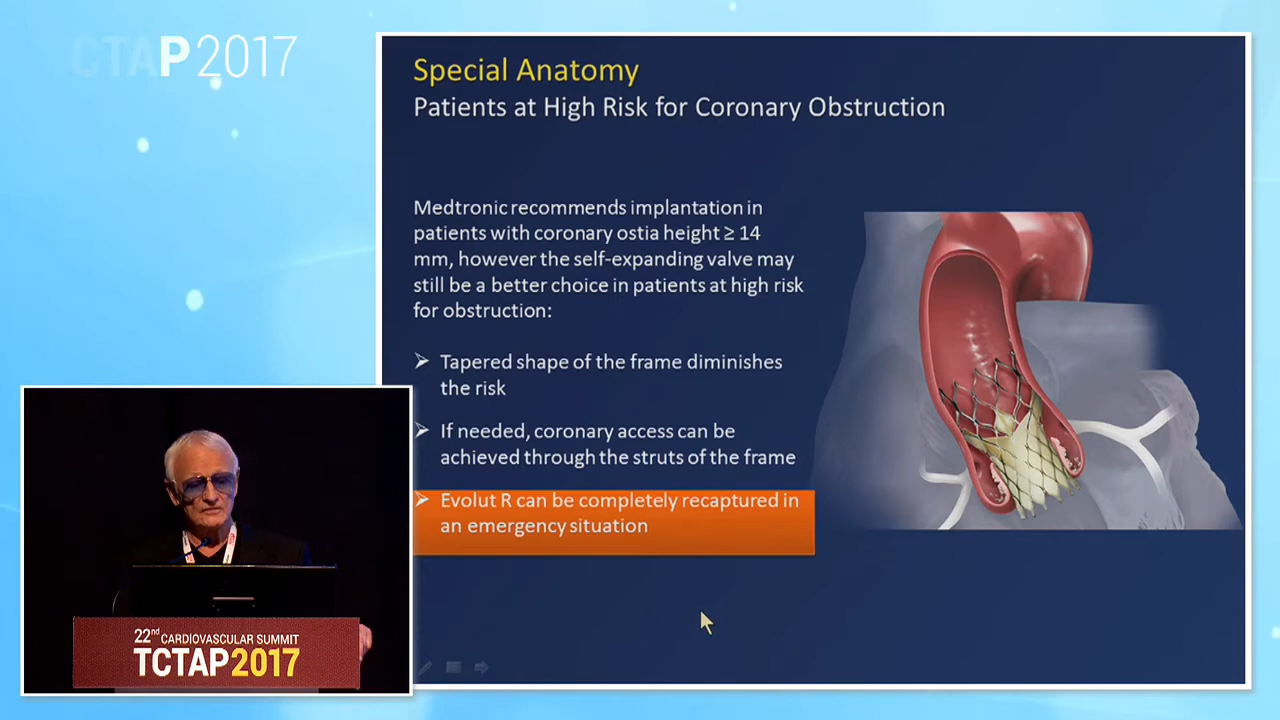 TCTAP 2017
Special Anatomy
Patients at High Risk for Coronary Obstruction
Medtronic recommends implantation in
patients with coronary ostia height ≥ 14
mm, however the self-expanding valve may
still be a better choice in patients at high risk
for obstruction:
➢ Tapered shape of the frame diminishes
the risk
➢ If needed, coronary access can be
achieved through the struts of the frame
➢ Evolut R can be completely recaptured in
an emergency situation
22nd CARDIOVASCULAR SUMMIT
TCTAP2017